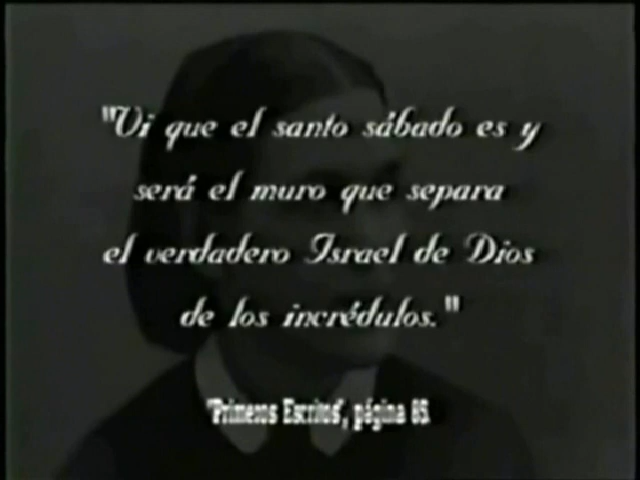 "Vi que el santo sábado es y
será el muro que separa
el verdadero Israel de Dios
de los incrédulos."
"Primeros Escritos", página 85.